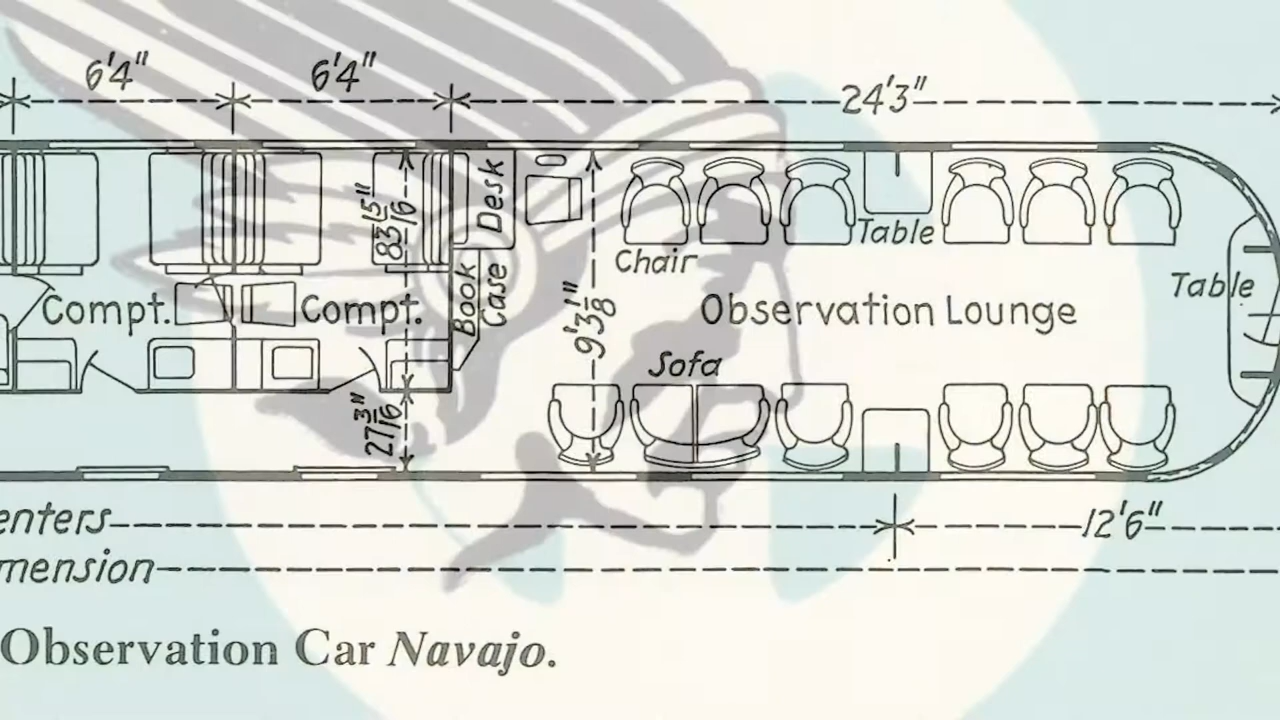 6'4" 6'4" 24'3"
Desk
83 15/16"
Table
Chair
Book Case
Table
Compt. Compt. Observation Lounge
9'3 1/8"
Sofa
27 3/16"
enters 12'6"
mension
Observation Car Navajo.